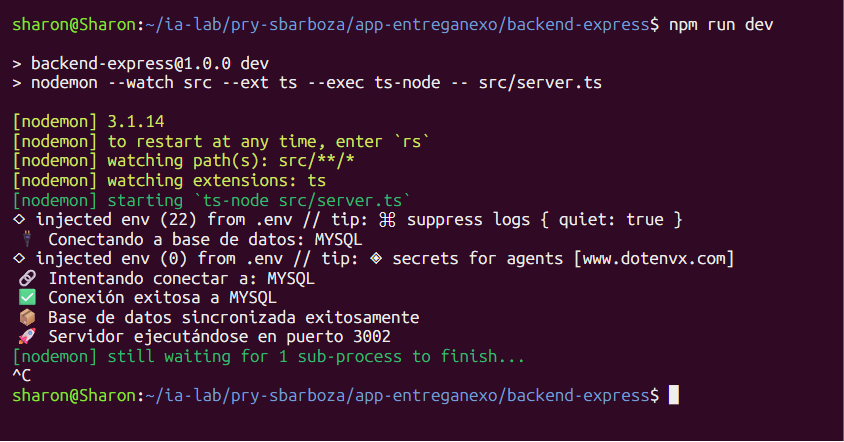 sharon@Sharon:~/ia-lab/pry-sbarboza/app-entreganexo/backend-express$ npm run dev

> backend-express@1.0.0 dev
> nodemon --watch src --ext ts --exec ts-node -- src/server.ts

[nodemon] 3.1.14
[nodemon] to restart at any time, enter `rs`
[nodemon] watching path(s): src/**/*
[nodemon] watching extensions: ts
[nodemon] starting `ts-node src/server.ts`
◇ injected env (22) from .env // tip: ⌘ suppress logs { quiet: true }
🔌 Conectando a base de datos: MYSQL
◇ injected env (0) from .env // tip: ◈ secrets for agents [www.dotenvx.com]
🔗 Intentando conectar a: MYSQL
✅ Conexión exitosa a MYSQL
📦 Base de datos sincronizada exitosamente
🚀 Servidor ejecutándose en puerto 3002
[nodemon] still waiting for 1 sub-process to finish...
^C
sharon@Sharon:~/ia-lab/pry-sbarboza/app-entreganexo/backend-express$